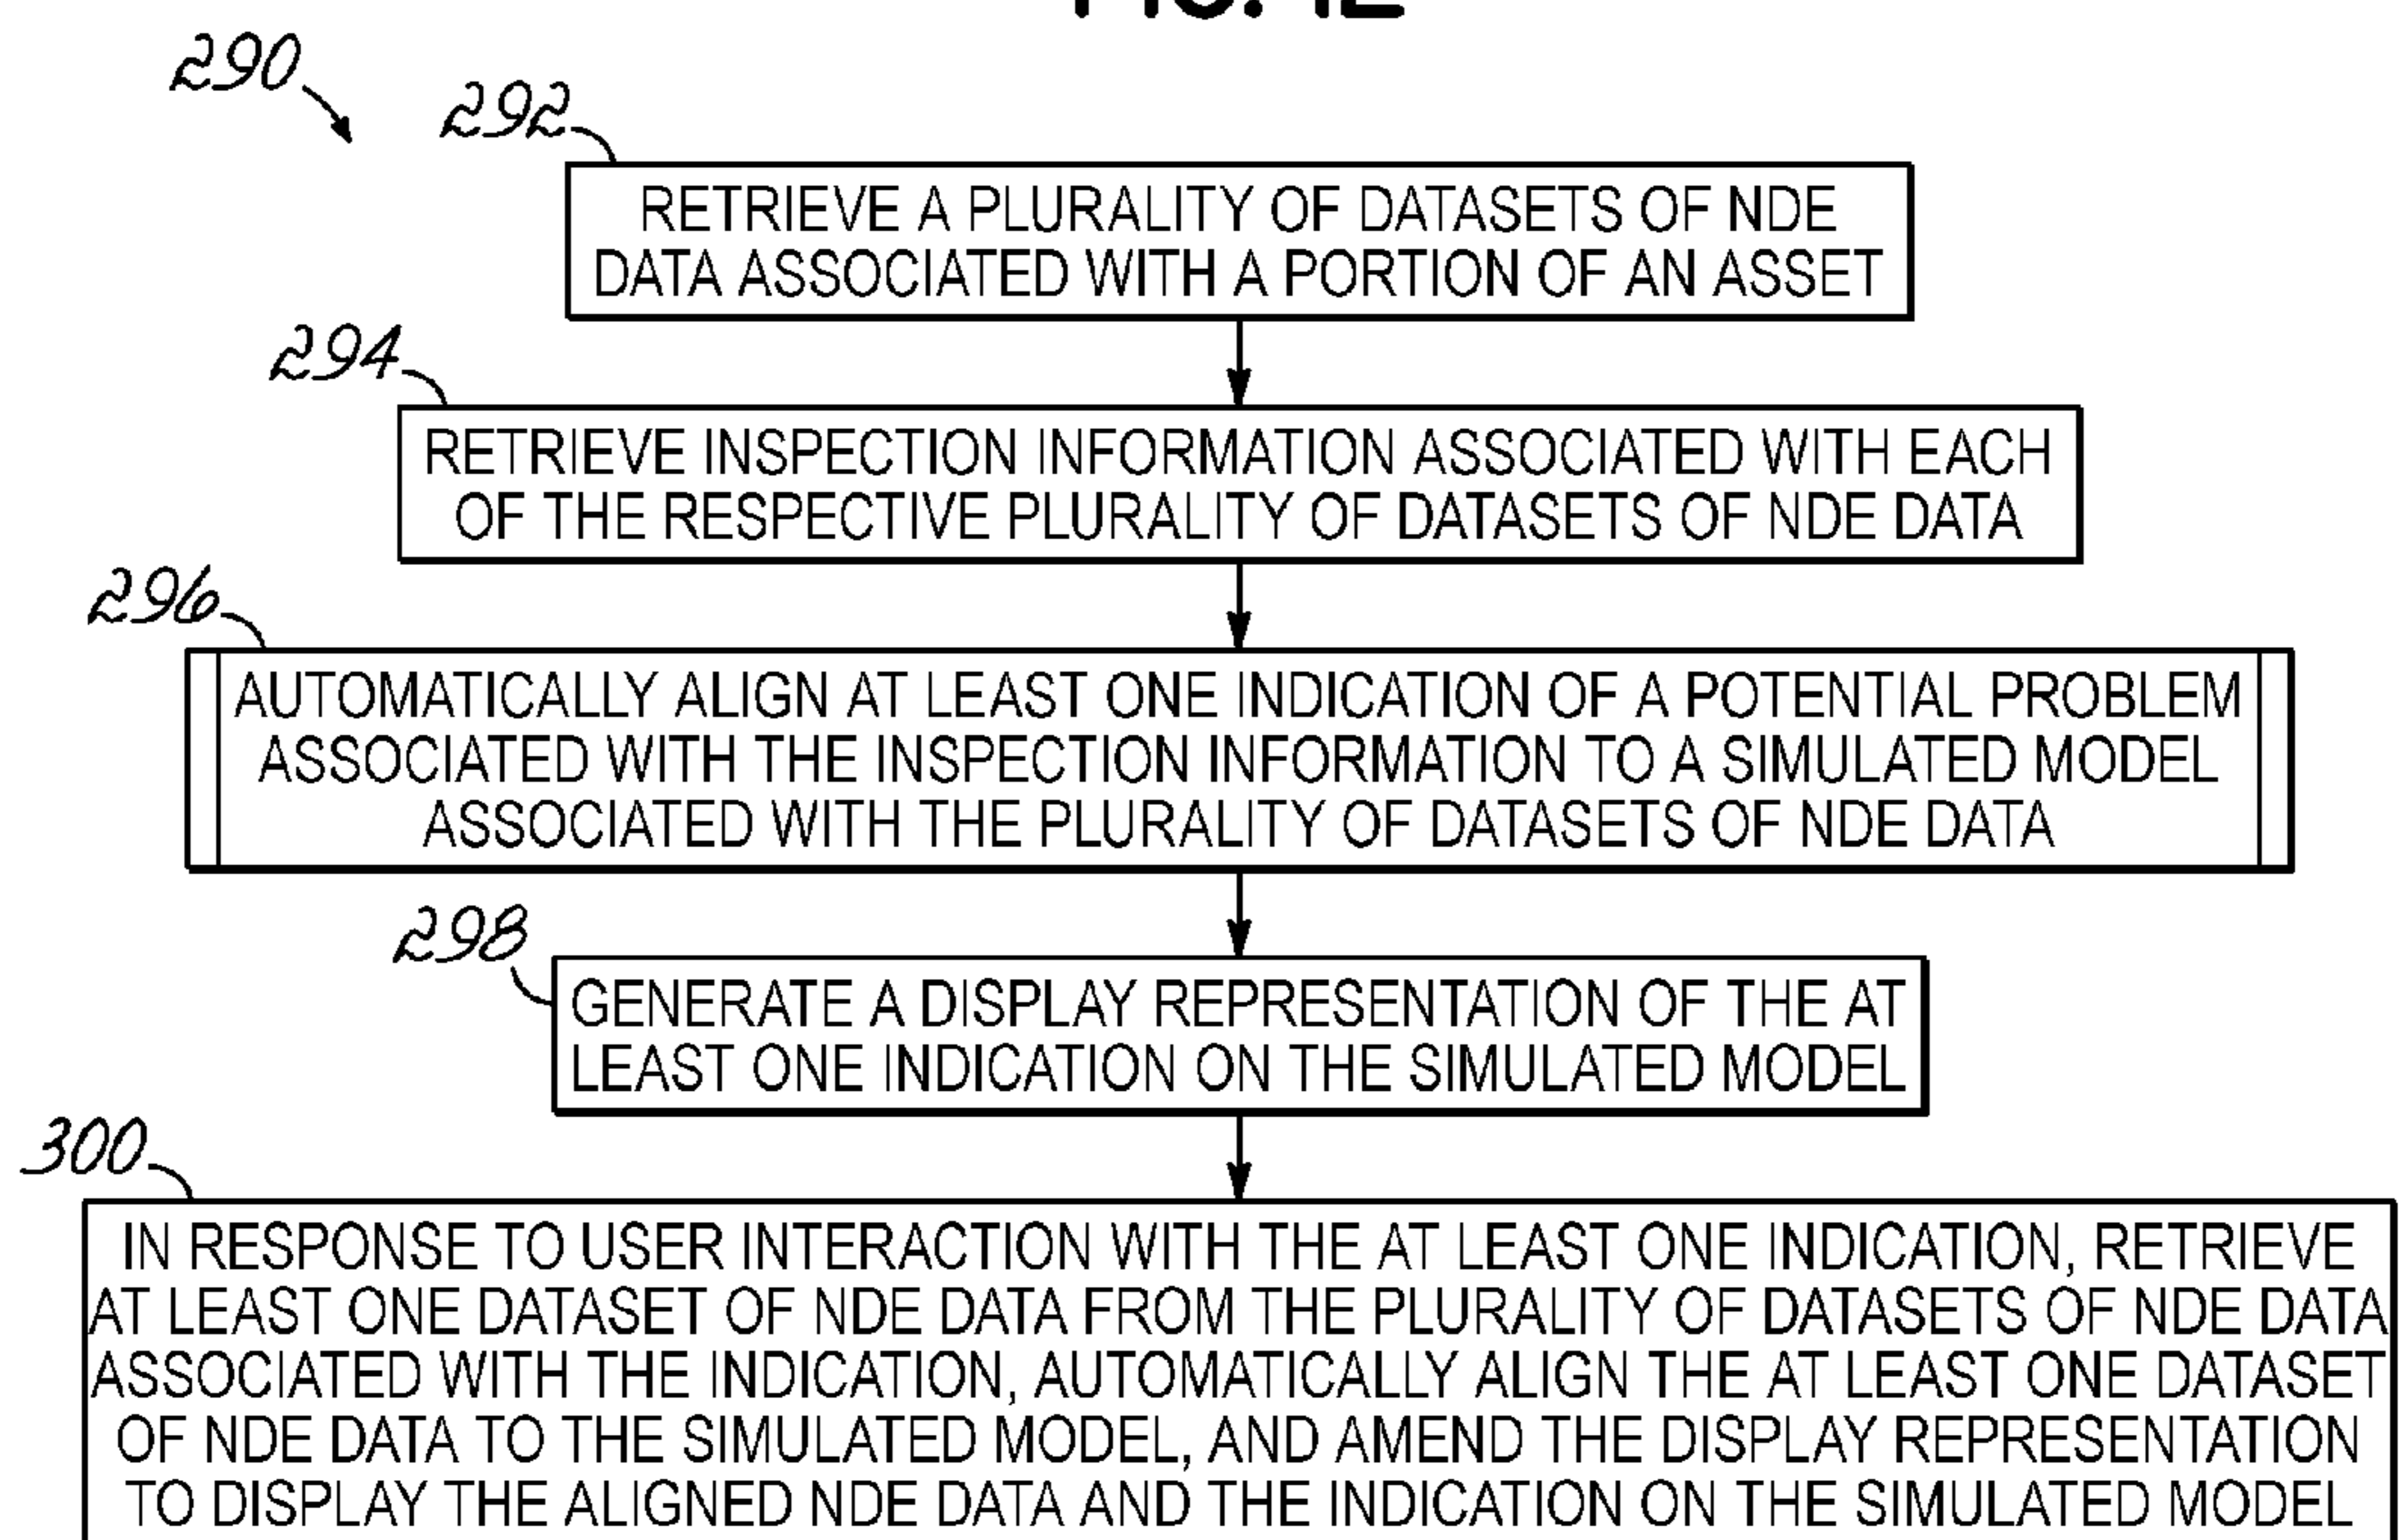 290
292
RETRIEVE A PLURALITY OF DATASETS OF NDE
DATA ASSOCIATED WITH A PORTION OF AN ASSET
294
RETRIEVE INSPECTION INFORMATION ASSOCIATED WITH EACH
OF THE RESPECTIVE PLURALITY OF DATASETS OF NDE DATA
296
AUTOMATICALLY ALIGN AT LEAST ONE INDICATION OF A POTENTIAL PROBLEM
ASSOCIATED WITH THE INSPECTION INFORMATION TO A SIMULATED MODEL
ASSOCIATED WITH THE PLURALITY OF DATASETS OF NDE DATA
298
GENERATE A DISPLAY REPRESENTATION OF THE AT
LEAST ONE INDICATION ON THE SIMULATED MODEL
300
IN RESPONSE TO USER INTERACTION WITH THE AT LEAST ONE INDICATION, RETRIEVE
AT LEAST ONE DATASET OF NDE DATA FROM THE PLURALITY OF DATASETS OF NDE DATA
ASSOCIATED WITH THE INDICATION, AUTOMATICALLY ALIGN THE AT LEAST ONE DATASET
OF NDE DATA TO THE SIMULATED MODEL, AND AMEND THE DISPLAY REPRESENTATION
TO DISPLAY THE ALIGNED NDE DATA AND THE INDICATION ON THE SIMULATED MODEL